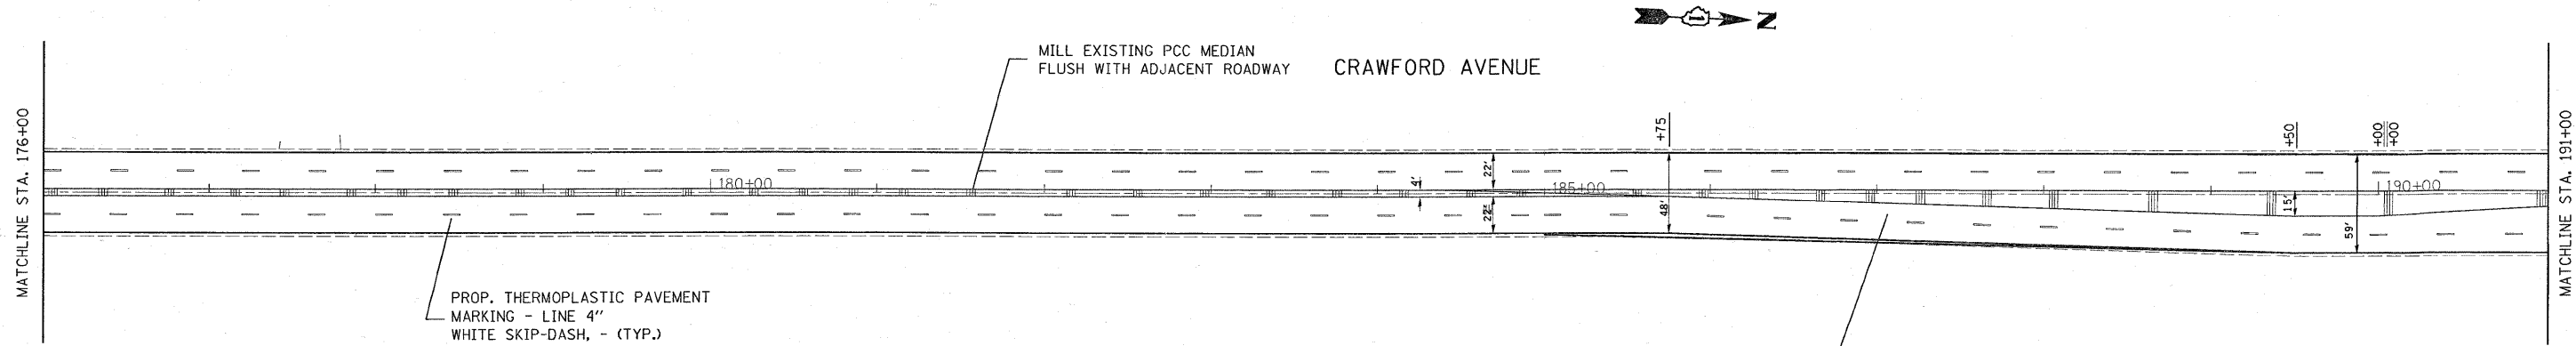 1
N
MILL EXISTING PCC MEDIAN
FLUSH WITH ADJACENT ROADWAY
CRAWFORD AVENUE
MATCHLINE STA. 176+00
180+00
4'
22'
22'
185+00
+75
48'
+50
15'
+00
+00
190+00
59'
MATCHLINE STA. 191+00
PROP. THERMOPLASTIC PAVEMENT
MARKING - LINE 4"
WHITE SKIP-DASH, - (TYP.)